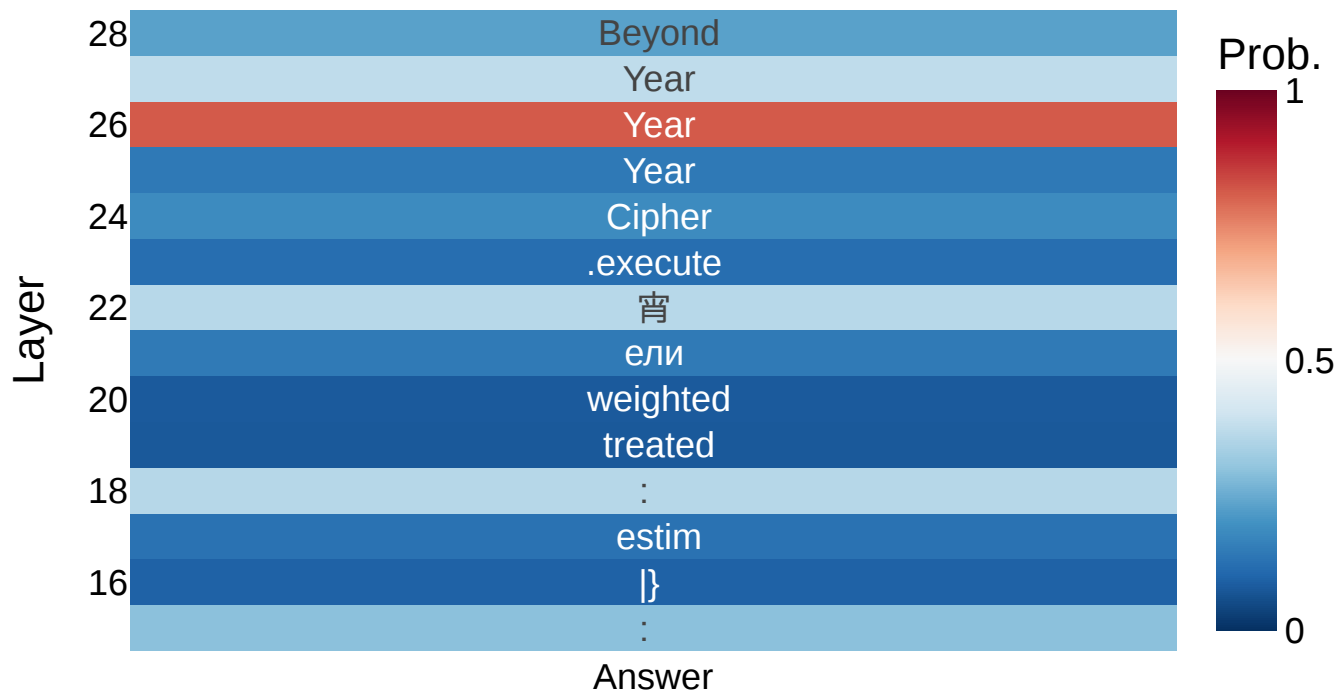 28 Beyond
Prob.
Year
1
26 Year
Year
24 Cipher
.execute
22 宵
ели
0.5
20 weighted
treated
18 :
estim
16 |}
:
0
Layer
Answer